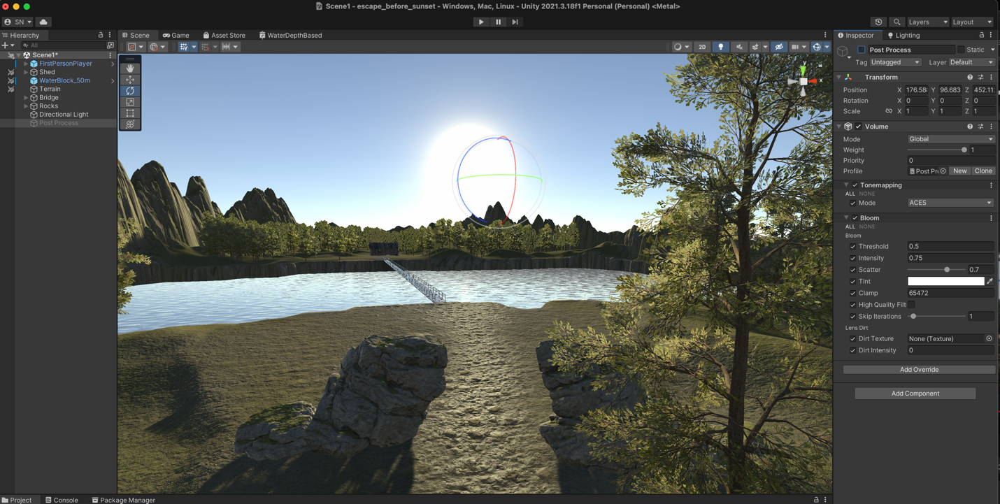 Scene1 - escape_before_sunset - Windows, Mac, Linux - Unity 2021.3.18f1 Personal (Personal) <Metal>
SN
Layers
Layout
Hierarchy
Scene
Game
Asset Store
WaterDepthBased
Inspector
Lighting
All
2D
Scene1*
FirstPersonPlayer
Shed
WaterBlock_50m
Terrain
Bridge
Rocks
Directional Light
Post Process
y
x
Post Process
Static
Tag Untagged
Layer Default
Transform
Position X 176.58 Y 96.683 Z 452.11
Rotation X 0 Y 0 Z 0
Scale X 1 Y 1 Z 1
Volume
Mode Global
Weight 1
Priority 0
Profile Post Pr New Clone
Tonemapping
ALL NONE
Mode ACES
Bloom
ALL NONE
Bloom
Threshold 0.5
Intensity 0.75
Scatter 0.7
Tint
Clamp 65472
High Quality Filt
Skip Iterations 1
Lens Dirt
Dirt Texture None (Texture)
Dirt Intensity 0
Add Override
Add Component
Project
Console
Package Manager